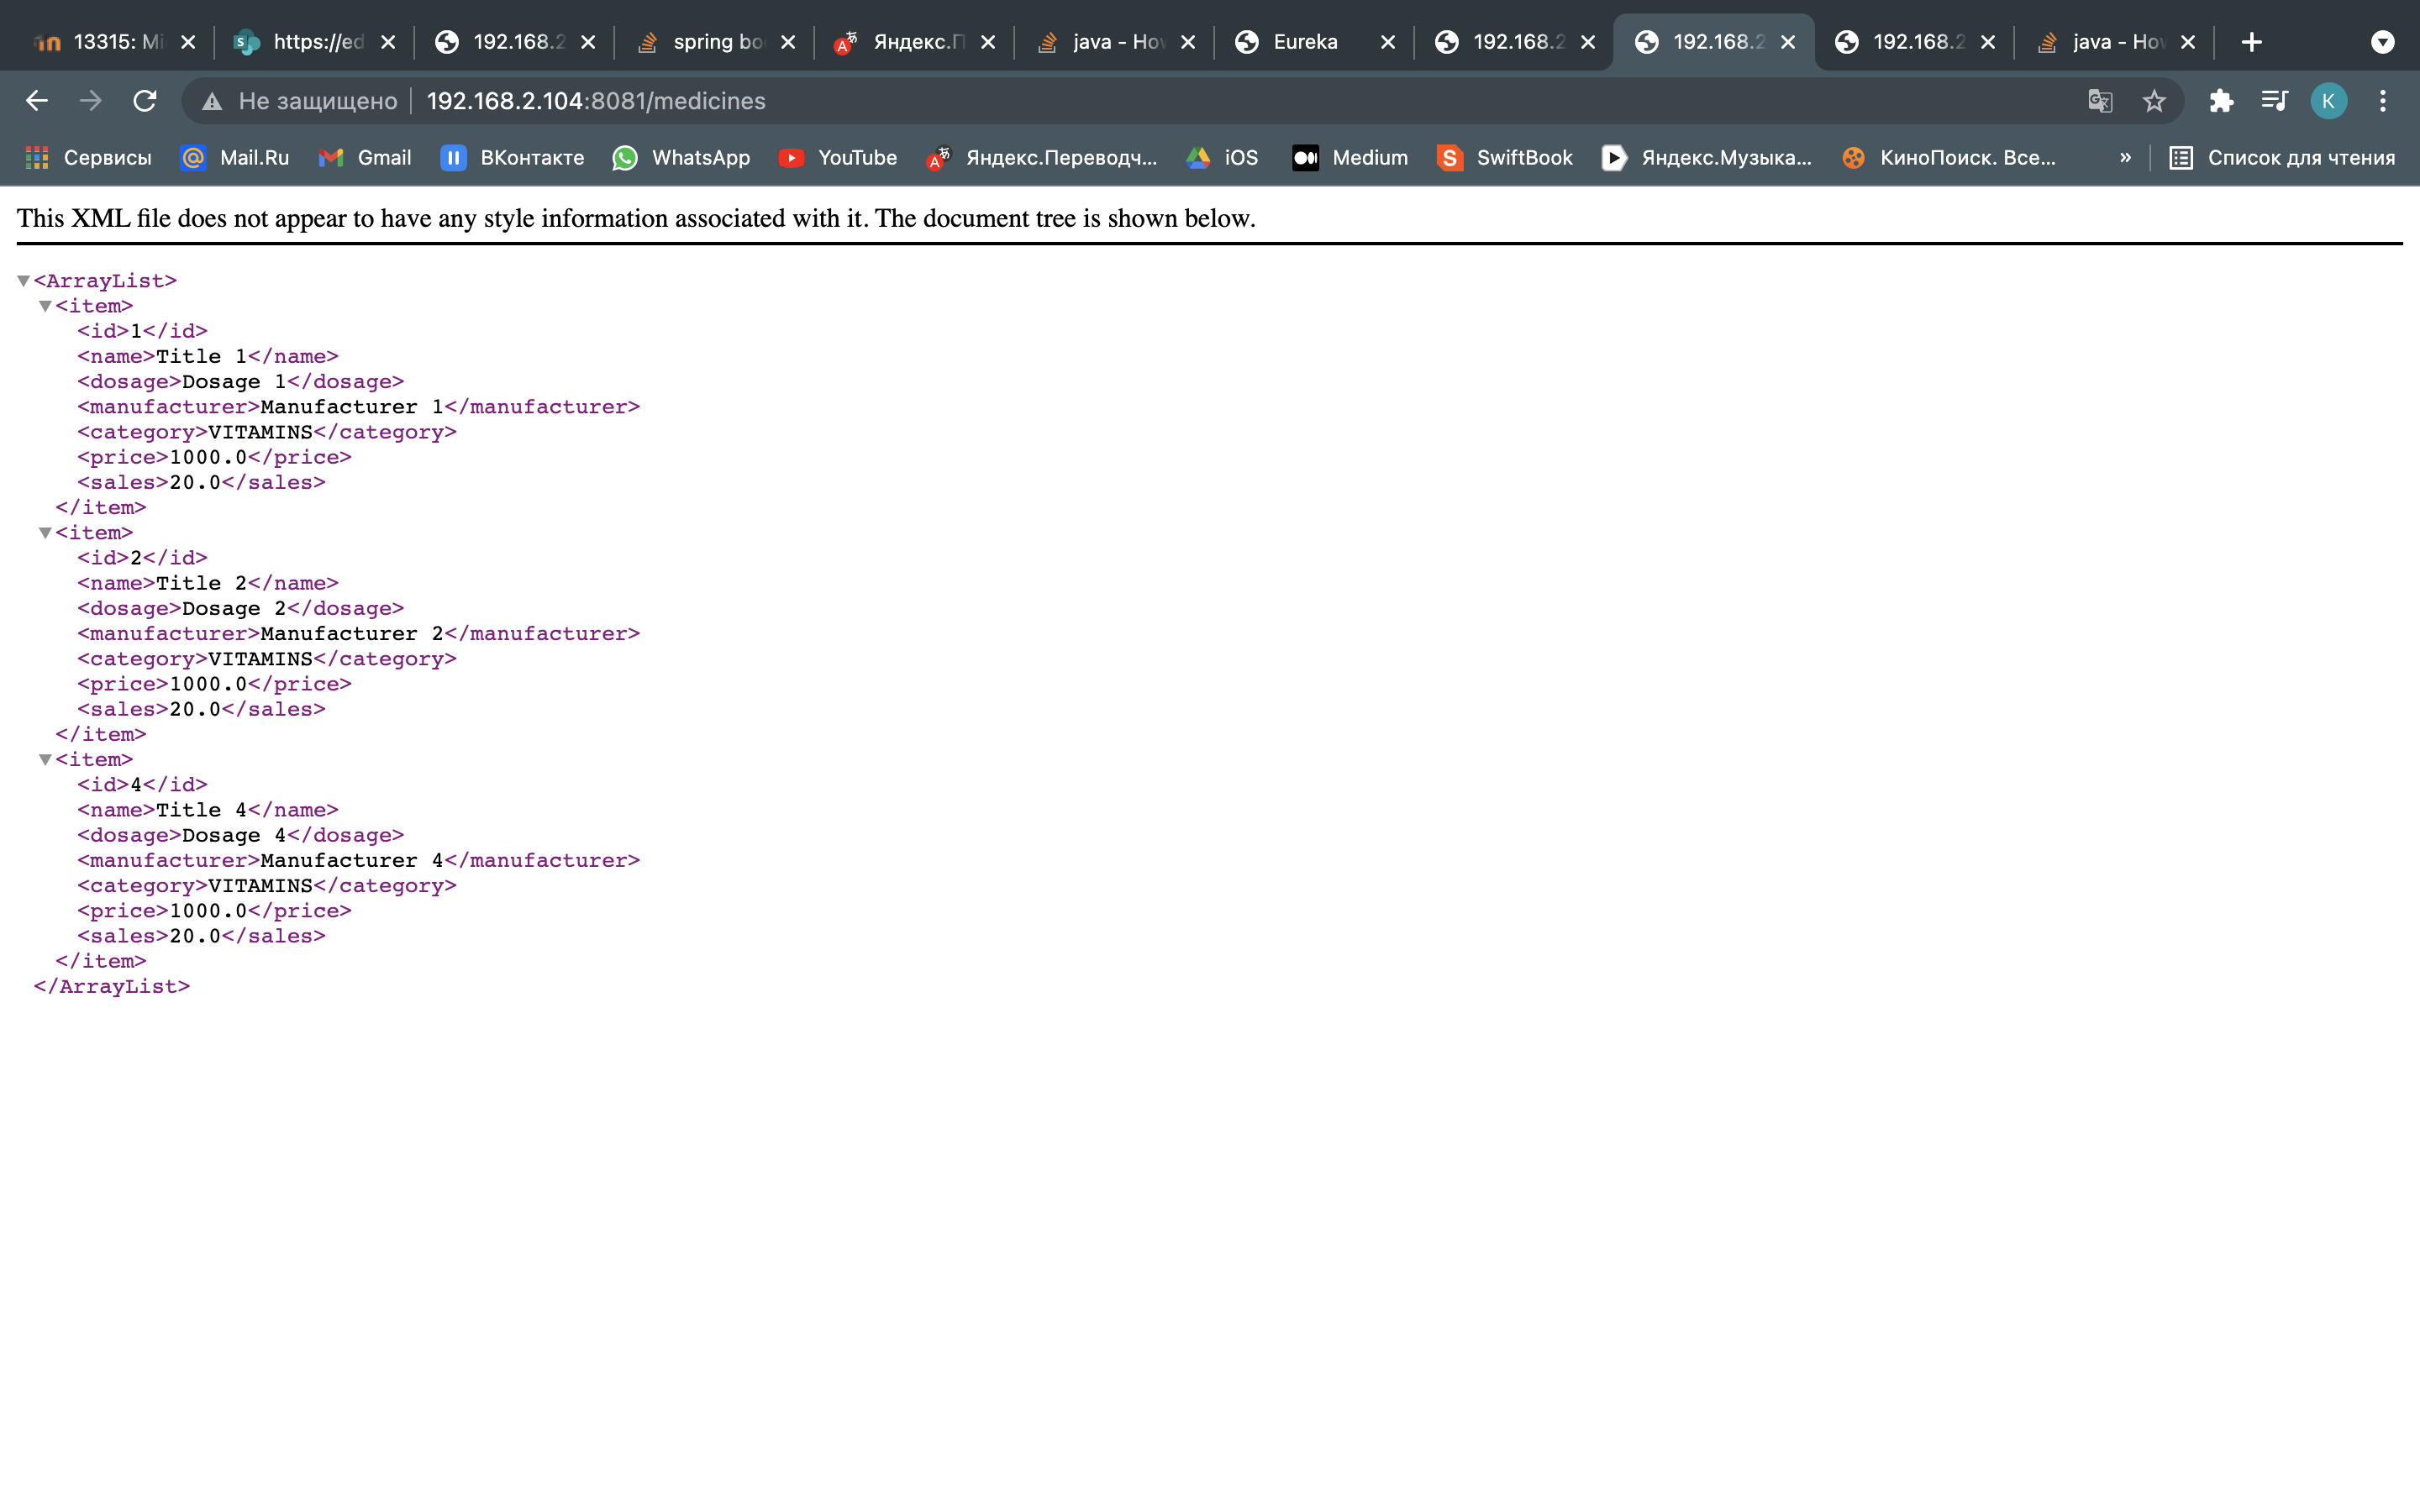 13315: Mi https://ed 192.168.2 spring bo Яндекс.П java - How Eureka 192.168.2 192.168.2 192.168.2 java - How
Не защищено 192.168.2.104:8081/medicines K
Сервисы Mail.Ru Gmail ВКонтакте WhatsApp YouTube Яндекс.Переводч... iOS Medium SwiftBook Яндекс.Музыка... КиноПоиск. Все... » Список для чтения
This XML file does not appear to have any style information associated with it. The document tree is shown below.
<ArrayList>
<item>
<id>1</id>
<name>Title 1</name>
<dosage>Dosage 1</dosage>
<manufacturer>Manufacturer 1</manufacturer>
<category>VITAMINS</category>
<price>1000.0</price>
<sales>20.0</sales>
</item>
<item>
<id>2</id>
<name>Title 2</name>
<dosage>Dosage 2</dosage>
<manufacturer>Manufacturer 2</manufacturer>
<category>VITAMINS</category>
<price>1000.0</price>
<sales>20.0</sales>
</item>
<item>
<id>4</id>
<name>Title 4</name>
<dosage>Dosage 4</dosage>
<manufacturer>Manufacturer 4</manufacturer>
<category>VITAMINS</category>
<price>1000.0</price>
<sales>20.0</sales>
</item>
</ArrayList>